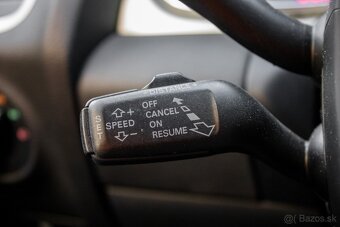 DISTANCE
OFF
CANCEL
ON
RESUME
SET
+
SPEED
-
© Bazos.sk